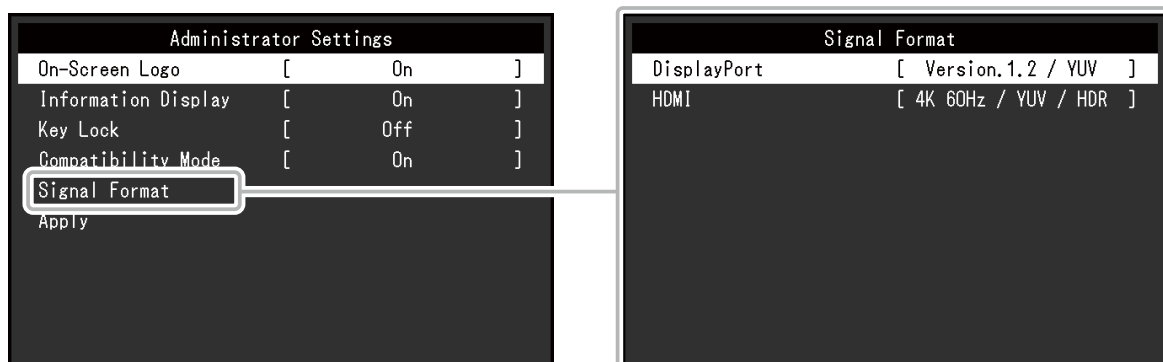 Administrator Settings
On-Screen Logo [ On ]
Information Display [ On ]
Key Lock [ Off ]
Compatibility Mode [ On ]
Signal Format
Apply
Signal Format
DisplayPort [ Version.1.2 / YUV ]
HDMI [ 4K 60Hz / YUV / HDR ]